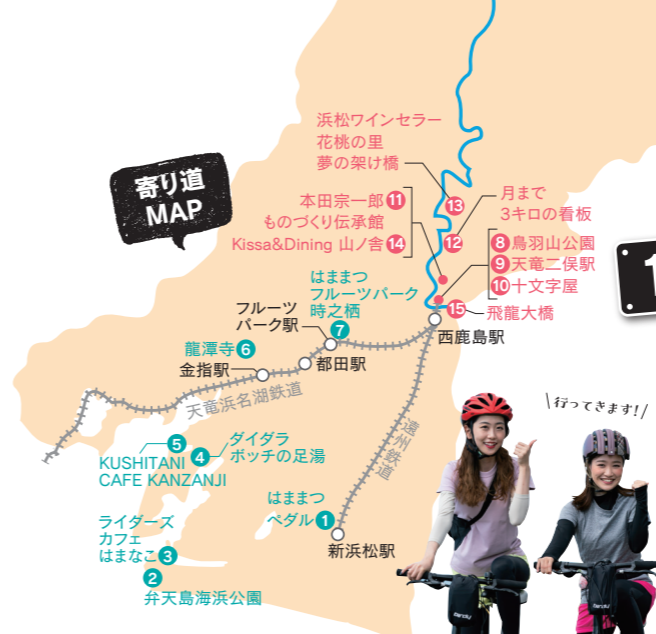 寄り道
MAP
浜松ワインセラー
花桃の里
夢の架け橋
13
本田宗一郎 11
ものづくり伝承館
Kissa&Dining 山ノ舎 14
12
月まで
3キロの看板
8 鳥羽山公園
9 天竜二俣駅
10 十文字屋
15 飛龍大橋
西鹿島駅
はままつ
フルーツパーク
時之栖
7
フルーツ
パーク駅
都田駅
龍潭寺 6
金指駅
天竜浜名湖鉄道
遠州鉄道
5
KUSHITANI
CAFE KANZANJI
4
ダイダラ
ボッチの足湯
はままつ
ペダル 1
新浜松駅
ライダーズ
カフェ
はまなこ 3
2
弁天島海浜公園
行ってきます!
1